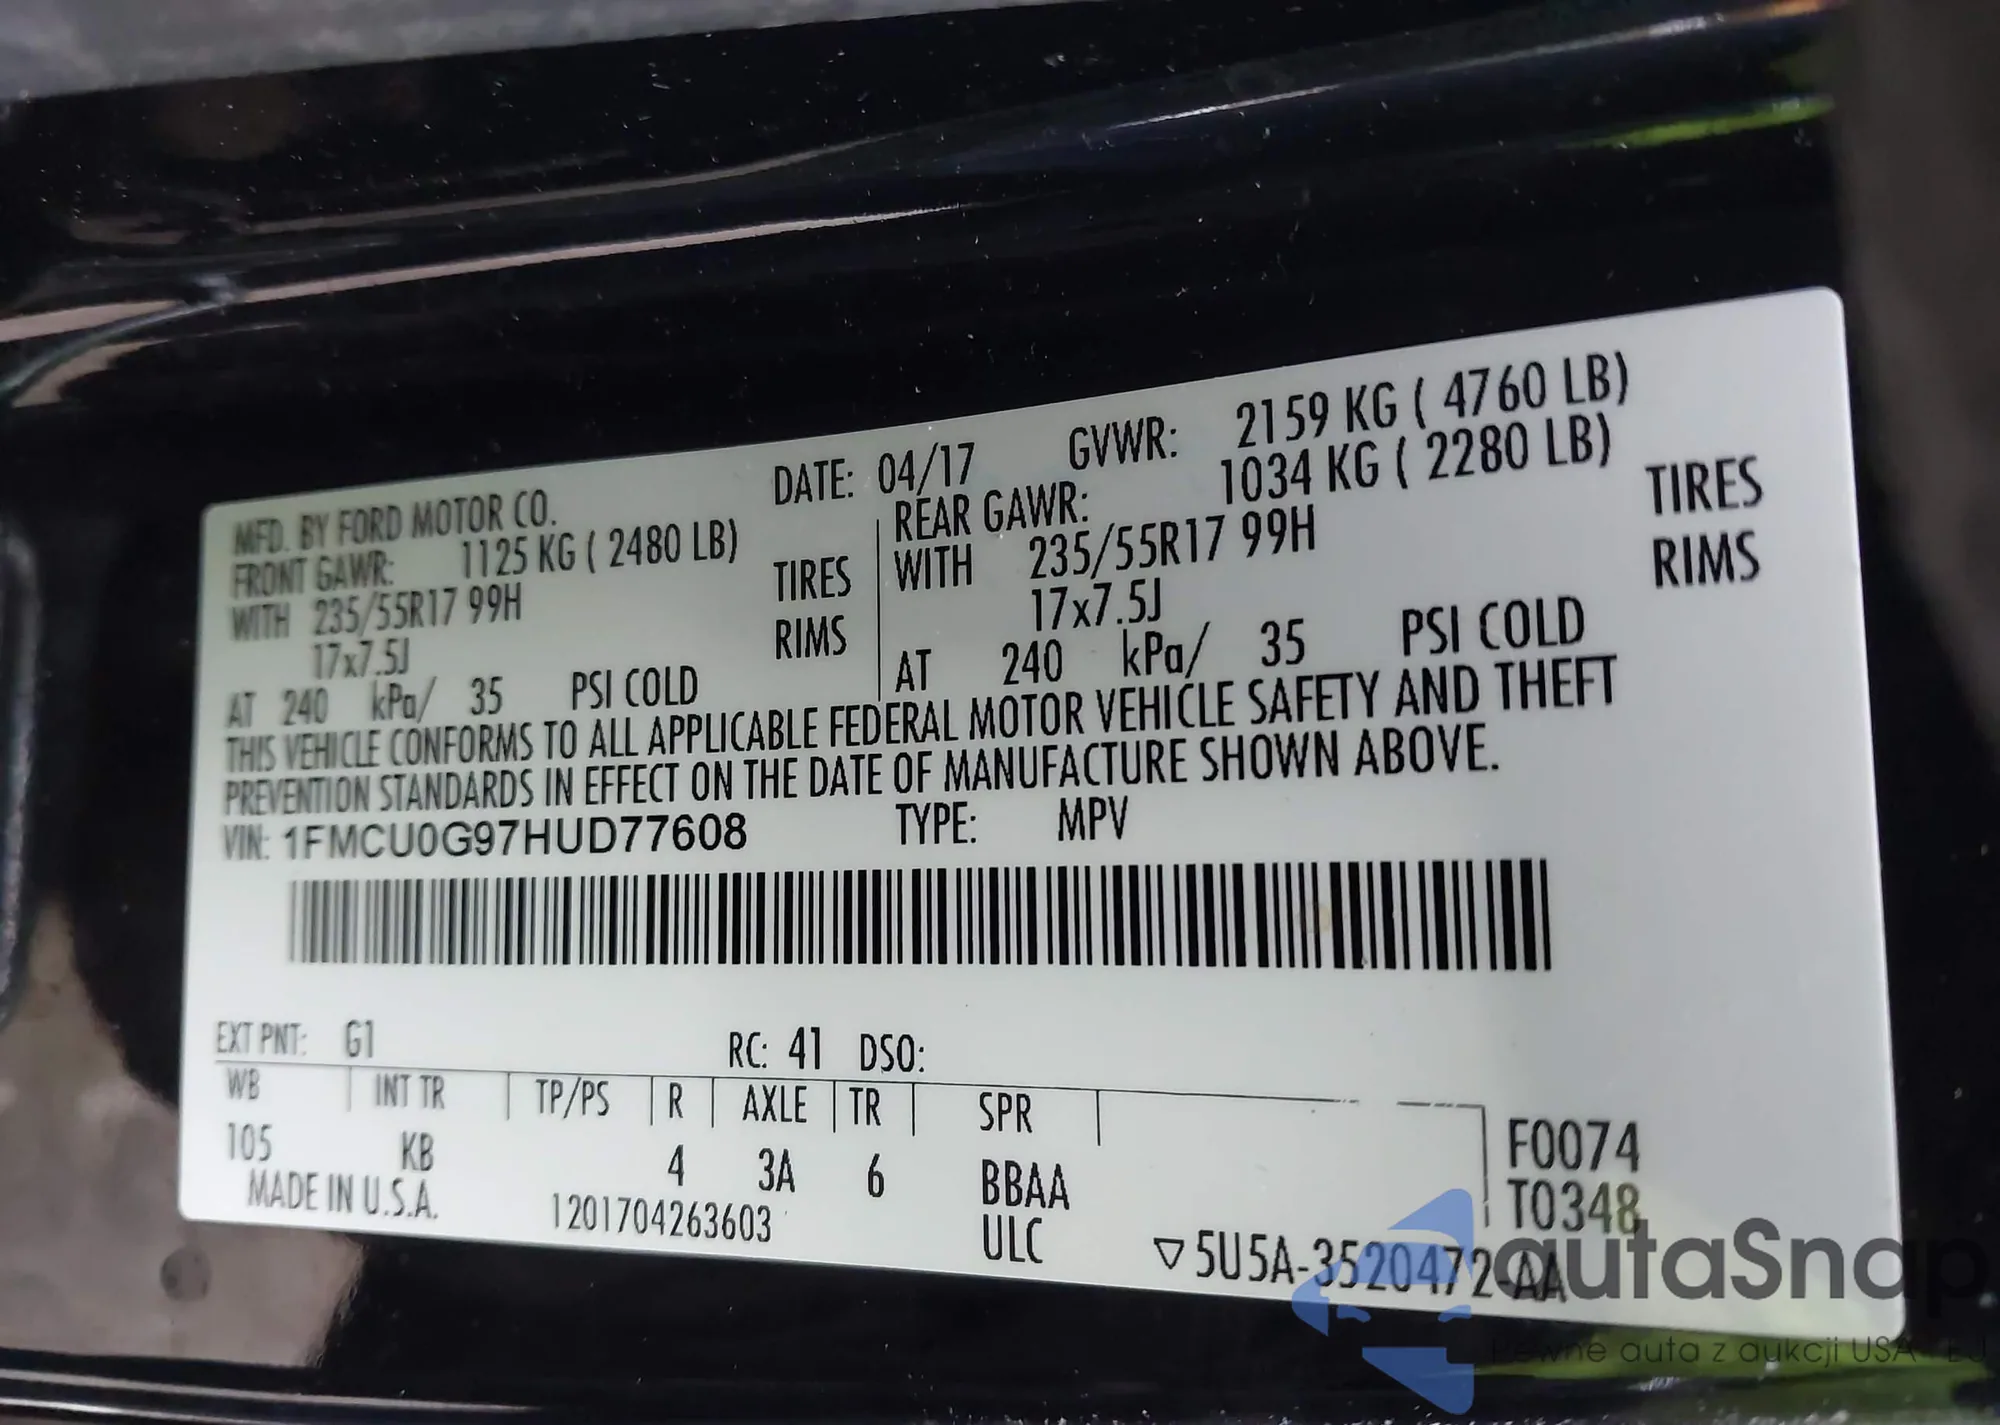 MFD. BY FORD MOTOR CO. DATE: 04/17 GVWR: 2159 KG ( 4760 LB)
FRONT GAWR: 1125 KG ( 2480 LB) REAR GAWR: 1034 KG ( 2280 LB)
WITH 235/55R17 99H TIRES WITH 235/55R17 99H TIRES
17x7.5J RIMS 17x7.5J RIMS
AT 240 kPa/ 35 PSI COLD AT 240 kPa/ 35 PSI COLD
THIS VEHICLE CONFORMS TO ALL APPLICABLE FEDERAL MOTOR VEHICLE SAFETY AND THEFT
PREVENTION STANDARDS IN EFFECT ON THE DATE OF MANUFACTURE SHOWN ABOVE.
VIN: 1FMCU0G97HUD77608 TYPE: MPV
EXT PNT: G1 RC: 41 DSO:
WB INT TR TP/PS R AXLE TR SPR
105 KB 4 3A 6 BBAA F0074
MADE IN U.S.A. 1201704263603 ULC T0348
▽5U5A-3520472-AA
autaSnap
Pewne auta z aukcji USA i EU